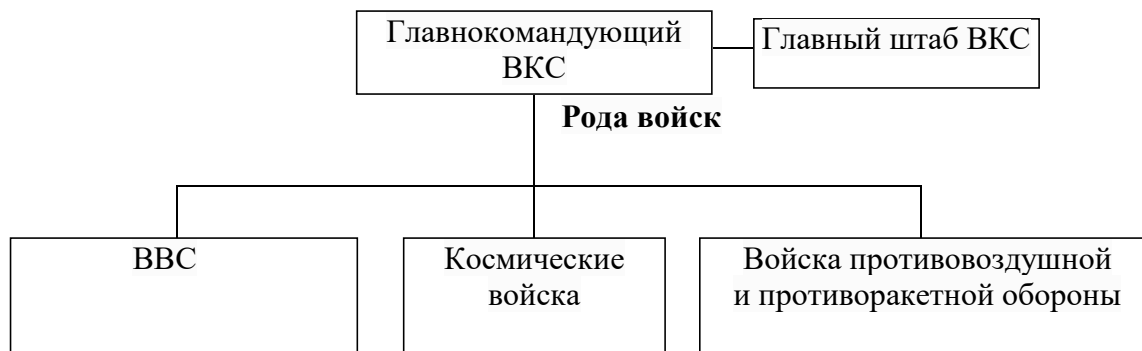 Главнокомандующий
ВКС
Главный штаб ВКС
Рода войск
ВВС
Космические
войска
Войска противовоздушной
и противоракетной обороны